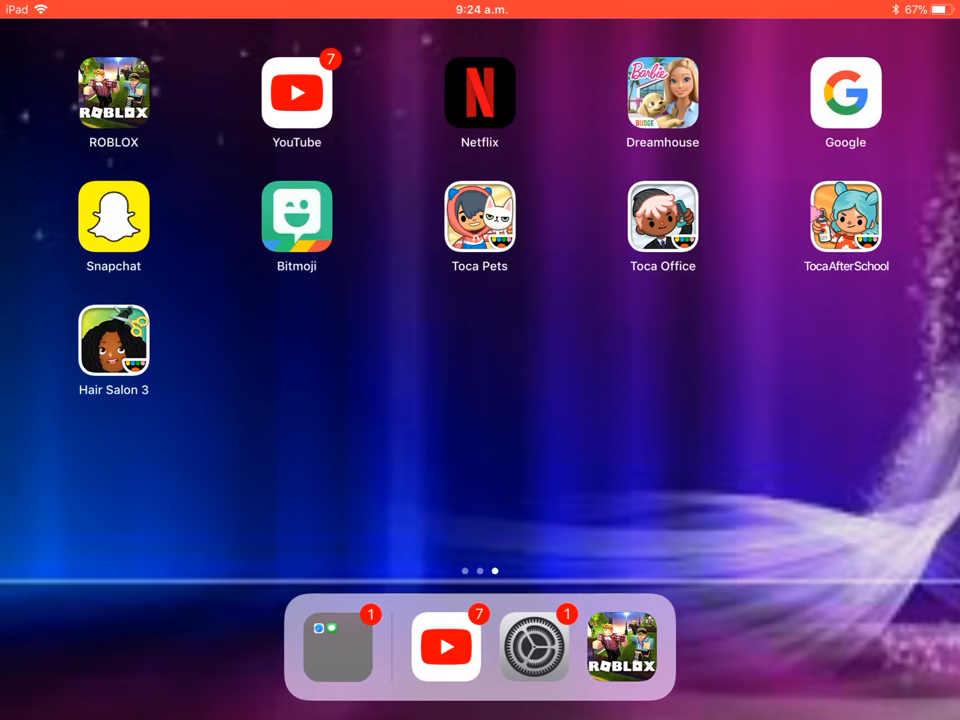 iPad 9:24 a.m. 67%
7
ROBLOX
N
Barbie
BUDGE
G
ROBLOX YouTube Netflix Dreamhouse Google
Snapchat Bitmoji Toca Pets Toca Office TocaAfterSchool
Hair Salon 3
1 7 1
ROBLOX